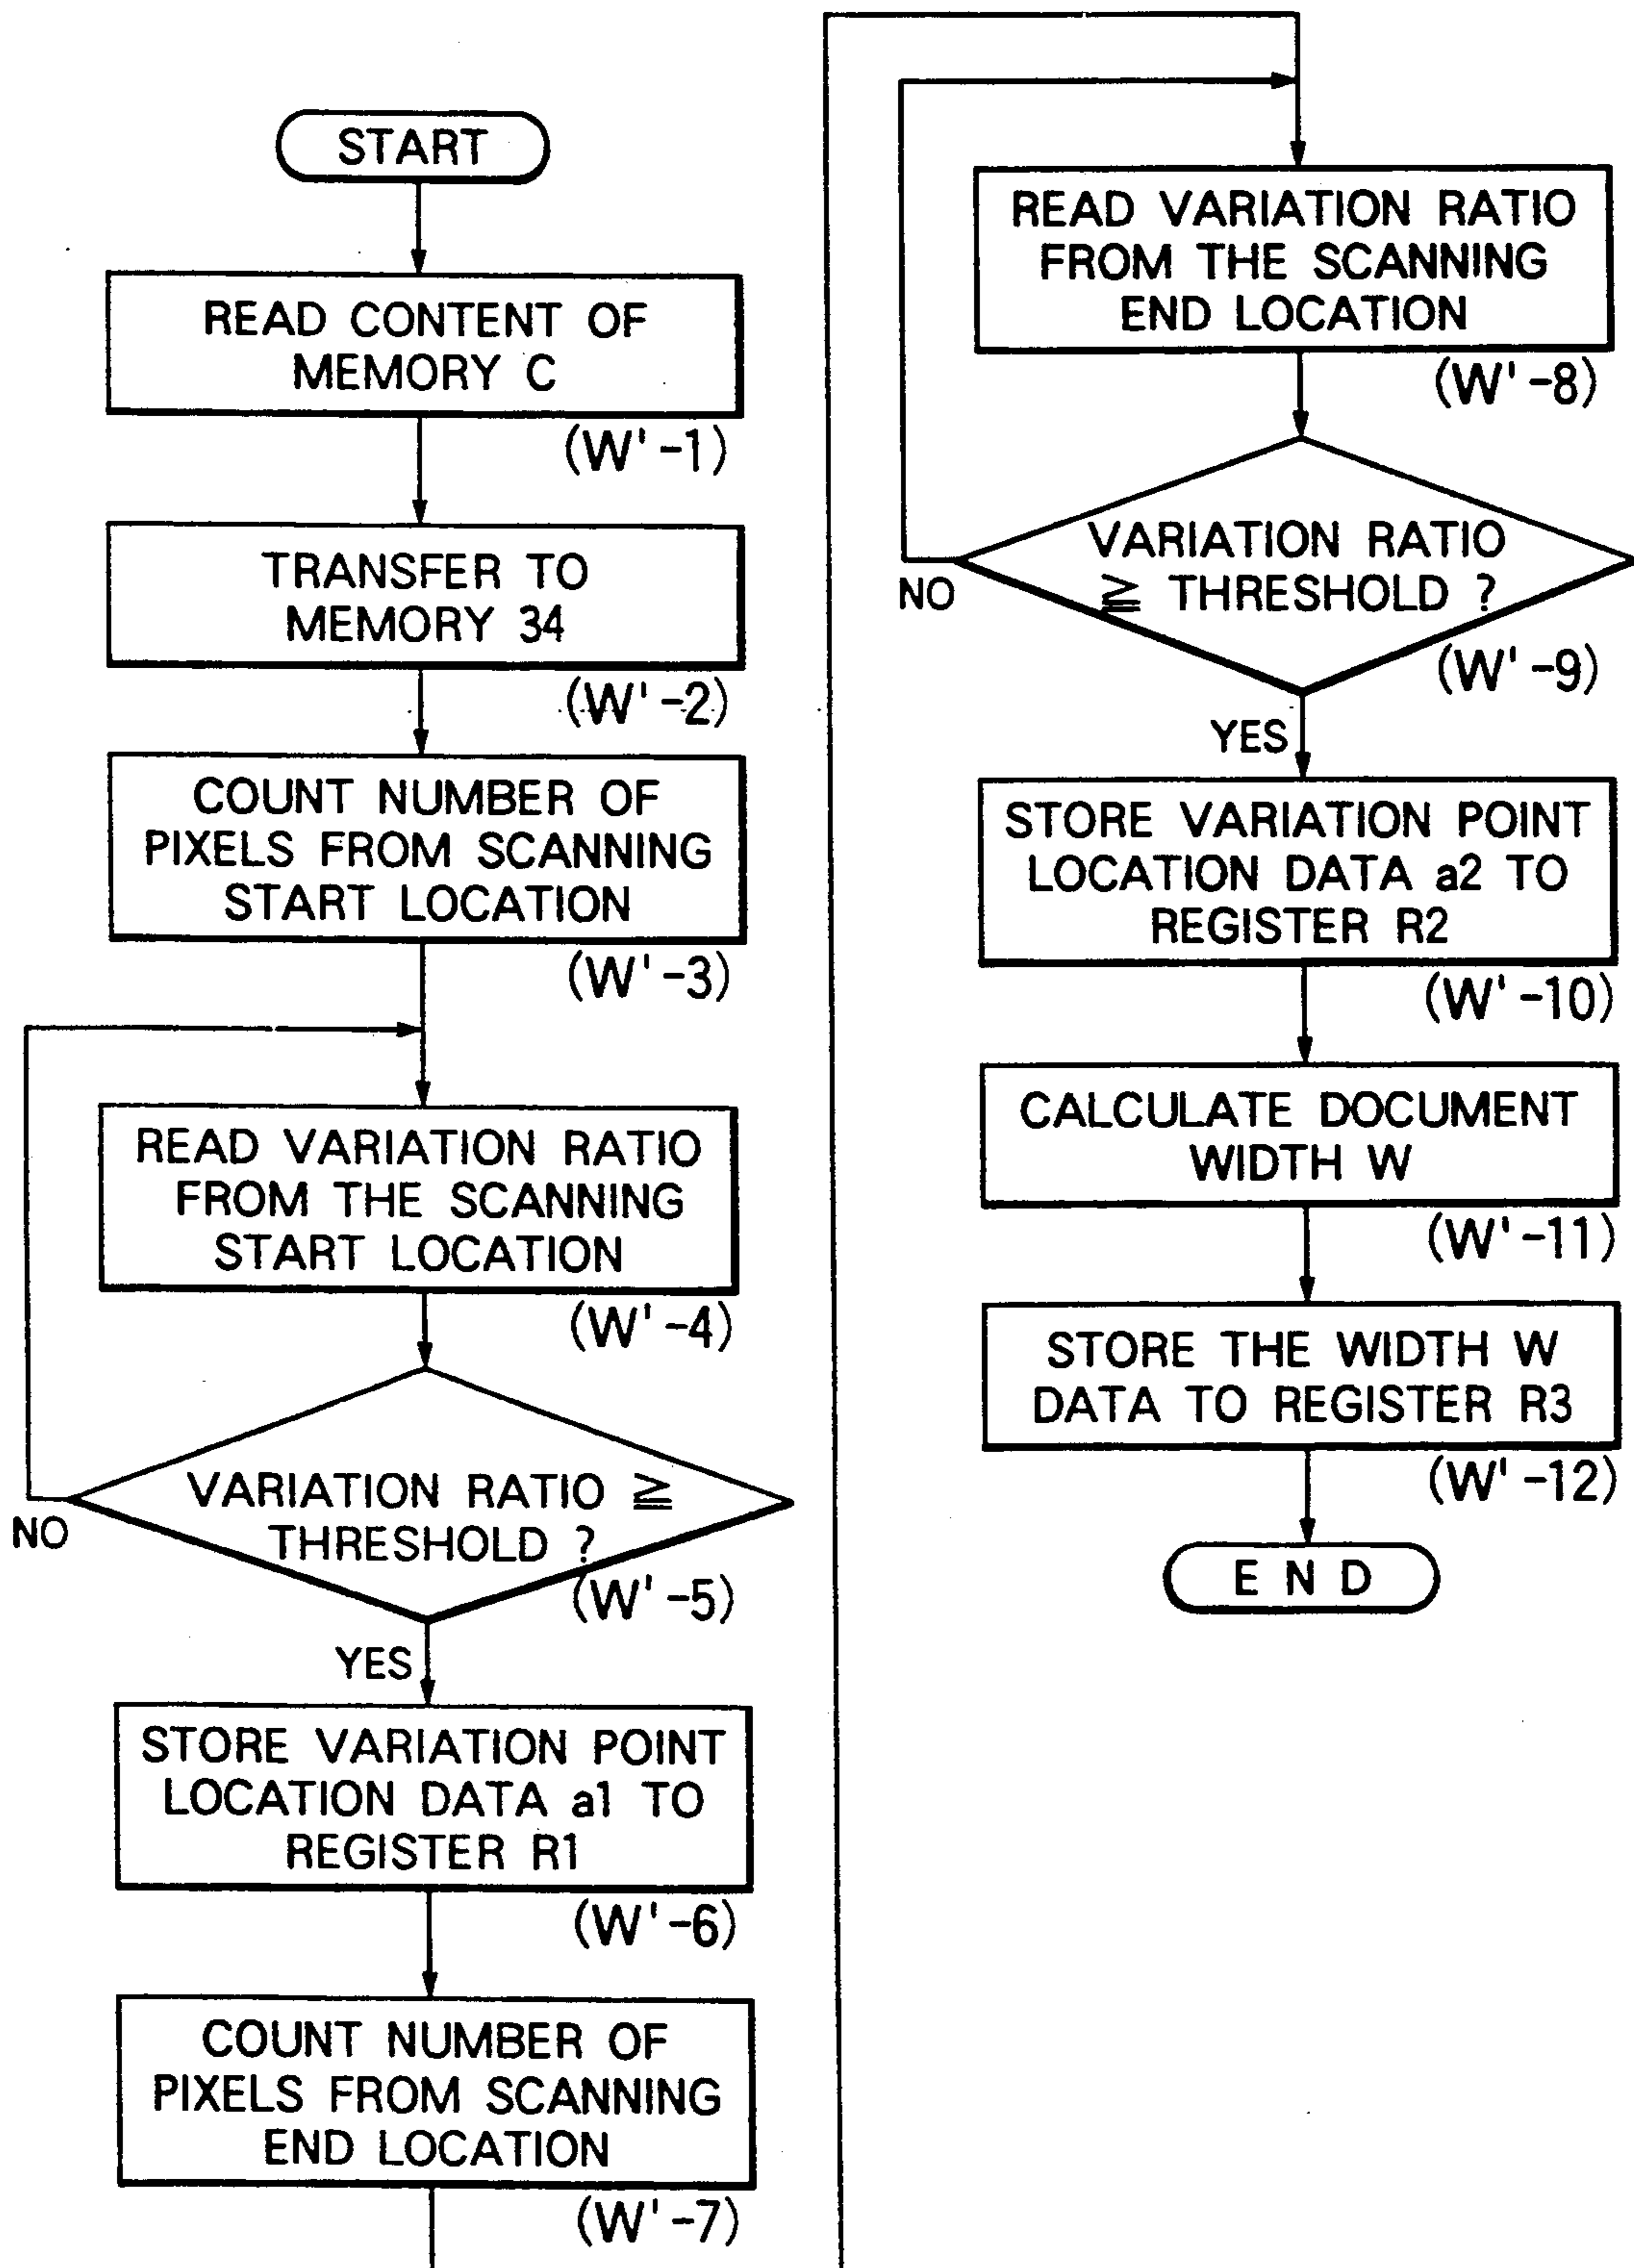 START
READ CONTENT OF
MEMORY C
(W'-1)
TRANSFER TO
MEMORY 34
(W'-2)
COUNT NUMBER OF
PIXELS FROM SCANNING
START LOCATION
(W'-3)
READ VARIATION RATIO
FROM THE SCANNING
START LOCATION
(W'-4)
VARIATION RATIO ≧
THRESHOLD ?
NO
(W'-5)
YES
STORE VARIATION POINT
LOCATION DATA a1 TO
REGISTER R1
(W'-6)
COUNT NUMBER OF
PIXELS FROM SCANNING
END LOCATION
(W'-7)
READ VARIATION RATIO
FROM THE SCANNING
END LOCATION
(W'-8)
VARIATION RATIO
≧ THRESHOLD ?
NO
(W'-9)
YES
STORE VARIATION POINT
LOCATION DATA a2 TO
REGISTER R2
(W'-10)
CALCULATE DOCUMENT
WIDTH W
(W'-11)
STORE THE WIDTH W
DATA TO REGISTER R3
(W'-12)
END